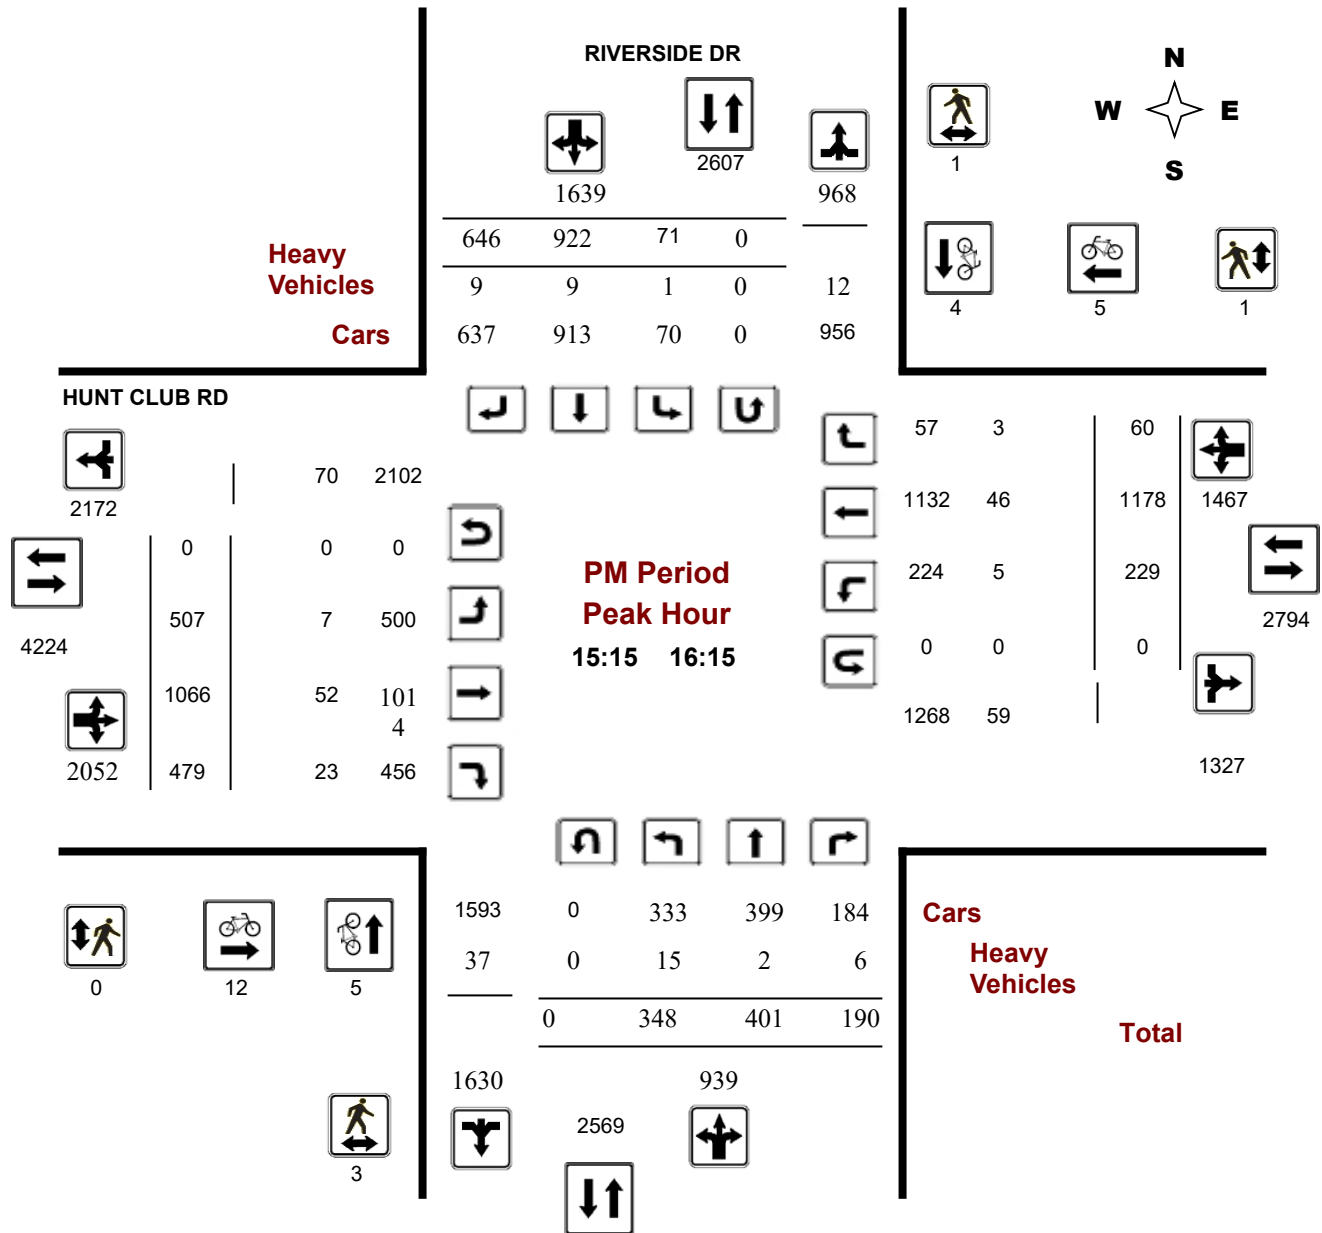 RIVERSIDE DR
N
W E
S
2607
1
1639
968
646 922 71 0
Heavy
Vehicles
9 9 1 0 12
4 5 1
Cars
637 913 70 0 956
HUNT CLUB RD
57 3 60
70 2102
2172
1132 46 1178 1467
0 0 0
PM Period
224 5 229
Peak Hour
507 7 500
2794
4224
15:15 16:15
0 0 0
1066 52 101
4
1268 59
2052 479 23 456
1327
1593 0 333 399 184
Cars
37 0 15 2 6
Heavy
Vehicles
0 12 5
0 348 401 190
Total
1630 939
2569
3